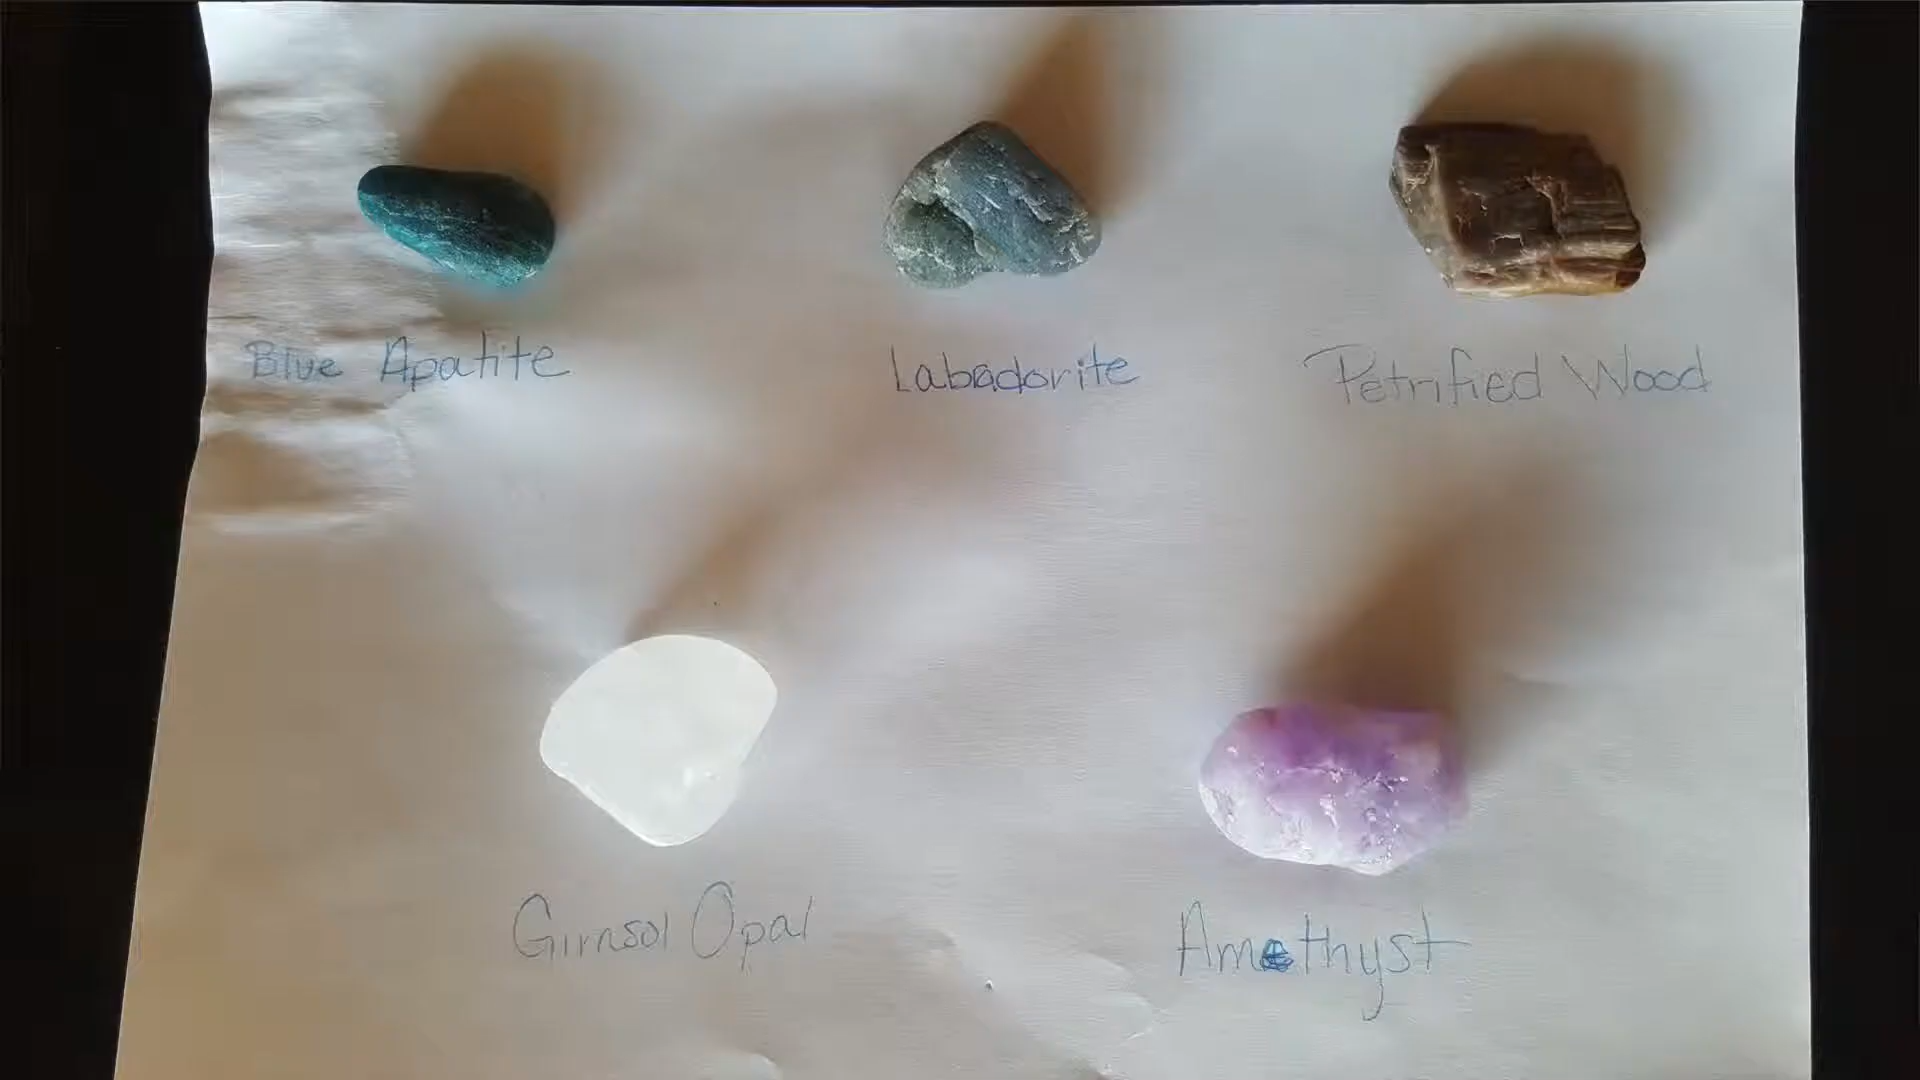 Blue Apatite
Labadorite
Petrified Wood
Girnsol Opal
Amethyst